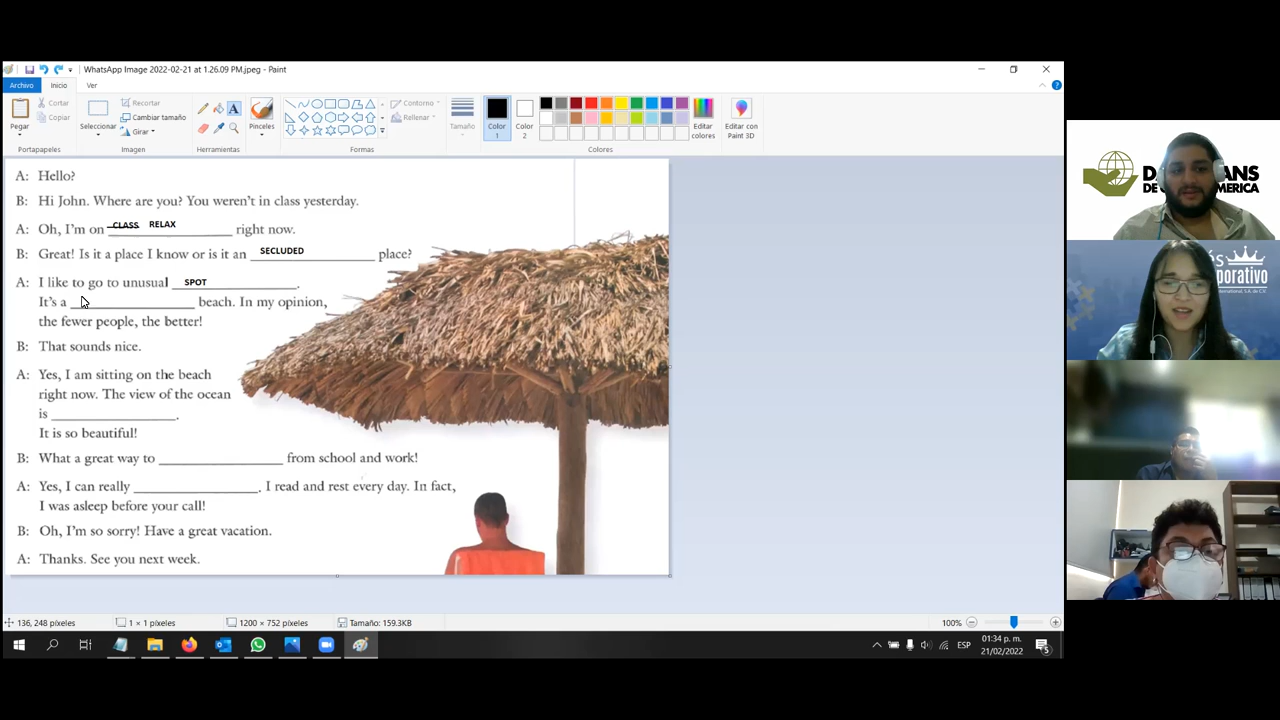 WhatsApp Image 2022-02-21 at 1.26.09 PM.jpeg - Paint
Archivo Inicio Ver
Pegar
Cortar
Copiar
Portapapeles
Seleccionar
Recortar
Cambiar tamaño
Girar
Imagen
A
Herramientas
Pinceles
Contorno
Rellenar
Formas
Tamaño
Color 1
Color 2
Editar colores
Editar con Paint 3D
Colores
A: Hello?
B: Hi John. Where are you? You weren't in class yesterday.
A: Oh, I'm on CLASS RELAX right now.
B: Great! Is it a place I know or is it an SECLUDED place?
A: I like to go to unusual SPOT.
It's a ____________ beach. In my opinion,
the fewer people, the better!
B: That sounds nice.
A: Yes, I am sitting on the beach
right now. The view of the ocean
is ____________.
It is so beautiful!
B: What a great way to ____________ from school and work!
A: Yes, I can really ____________. I read and rest every day. In fact,
I was asleep before your call!
B: Oh, I'm so sorry! Have a great vacation.
A: Thanks. See you next week.
136, 248 píxeles 1 × 1 píxeles 1200 × 752 píxeles Tamaño: 159.3KB 100%
ESP
01:34 p. m.
21/02/2022
5
DE
AMERICA